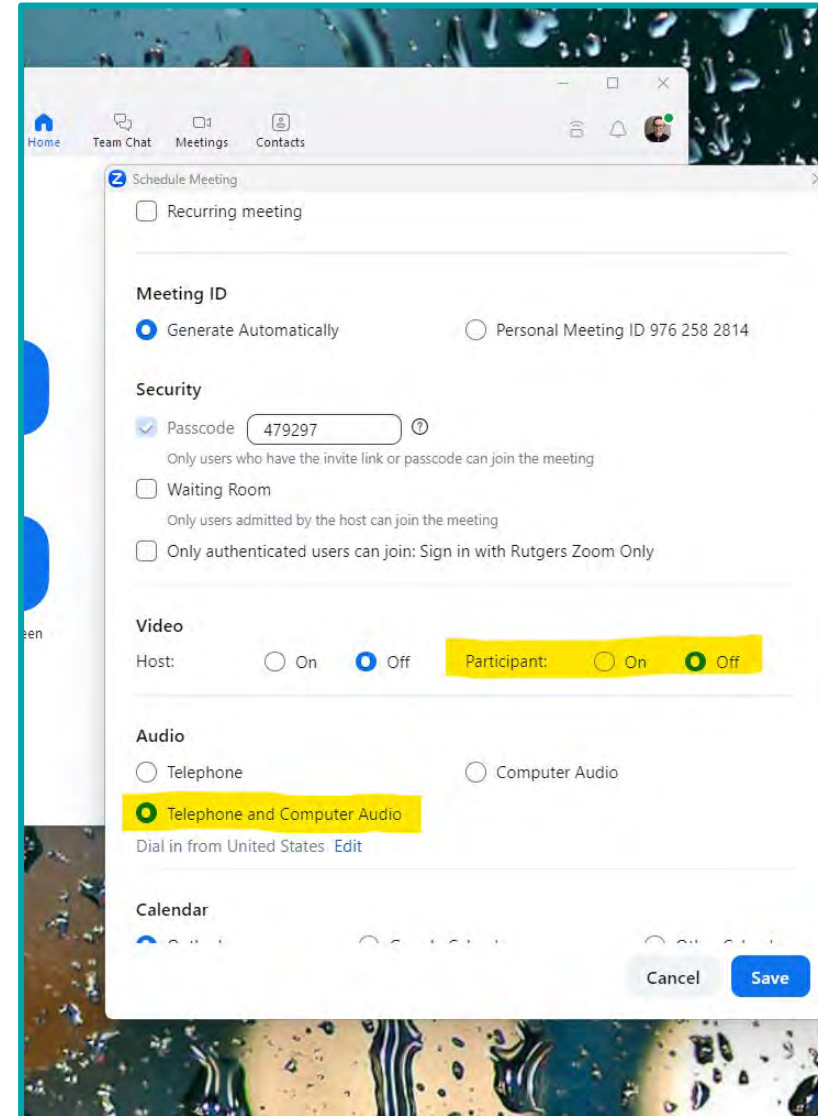 Home
Team Chat
Meetings
Contacts
Schedule Meeting
Recurring meeting
Meeting ID
Generate Automatically
Personal Meeting ID 976 258 2814
Security
Passcode 479297
Only users who have the invite link or passcode can join the meeting
Waiting Room
Only users admitted by the host can join the meeting
Only authenticated users can join: Sign in with Rutgers Zoom Only
Video
Host: On Off Participant: On Off
Audio
Telephone
Computer Audio
Telephone and Computer Audio
Dial in from United States Edit
Calendar
Cancel
Save